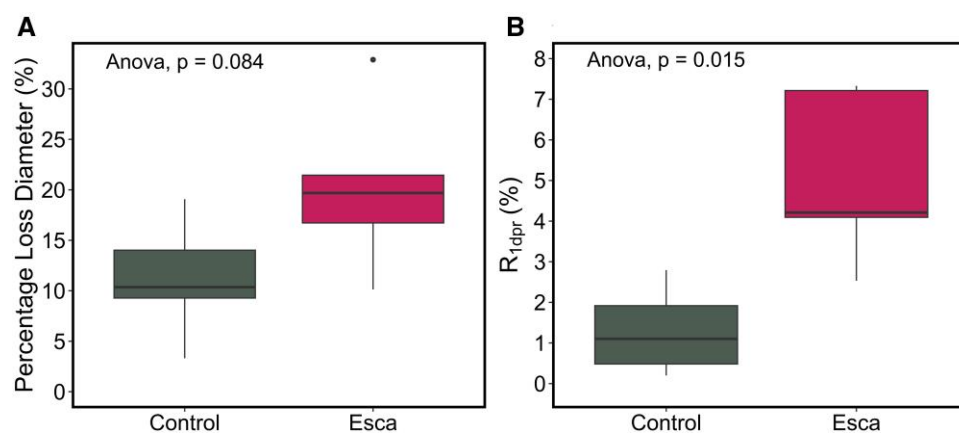 A
Anova, p = 0.084
Percentage Loss Diameter (%)
30
25
20
15
10
5
0
Control Esca
B
Anova, p = 0.015
R1dpr (%)
8
7
6
5
4
3
2
1
0
Control Esca